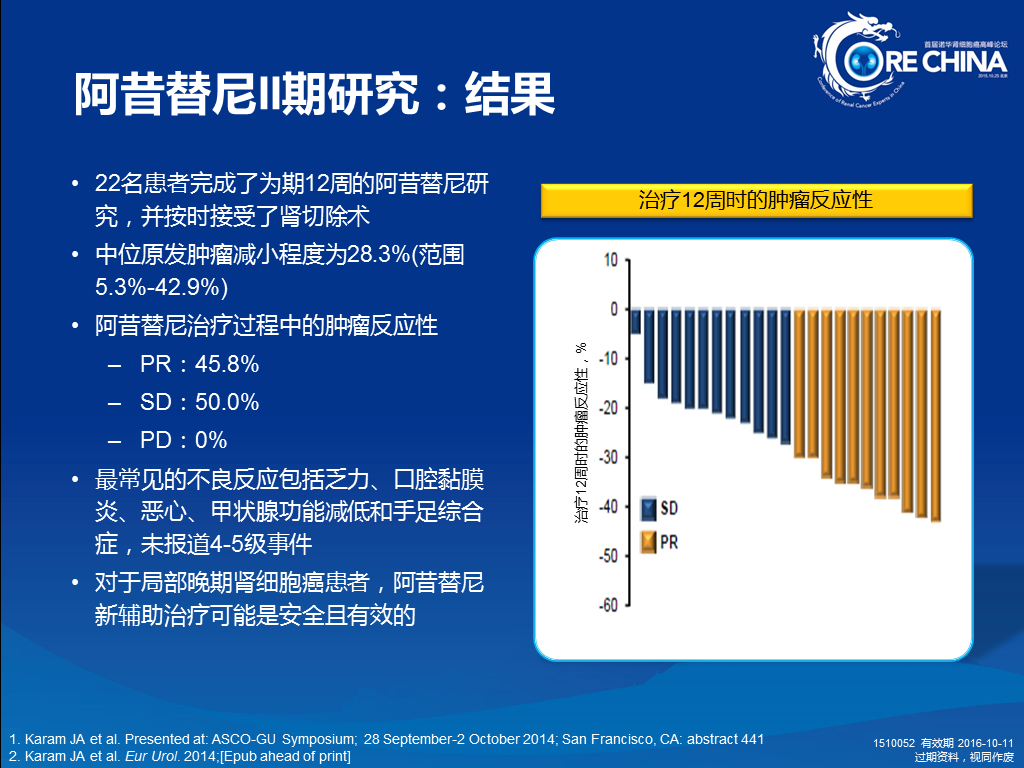 首届诺华肾细胞癌高峰论坛
CORE CHINA
2015.10.25 北京
Conference of Renal Cancer Experts in China
阿昔替尼II期研究：结果
• 22名患者完成了为期12周的阿昔替尼研
究，并按时接受了肾切除术
• 中位原发肿瘤减小程度为28.3%(范围
5.3%-42.9%)
• 阿昔替尼治疗过程中的肿瘤反应性
– PR：45.8%
– SD：50.0%
– PD：0%
• 最常见的不良反应包括乏力、口腔黏膜
炎、恶心、甲状腺功能减低和手足综合
症，未报道4-5级事件
• 对于局部晚期肾细胞癌患者，阿昔替尼
新辅助治疗可能是安全且有效的
治疗12周时的肿瘤反应性
治疗12周时的肿瘤反应性，%
10
0
-10
-20
-30
-40
-50
-60
SD
PR
1. Karam JA et al. Presented at: ASCO-GU Symposium; 28 September-2 October 2014; San Francisco, CA: abstract 441
2. Karam JA et al. Eur Urol. 2014;[Epub ahead of print]
1510052 有效期 2016-10-11
过期资料，视同作废